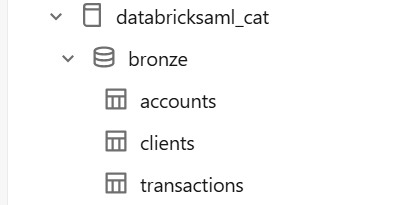 databricksaml_cat
bronze
accounts
clients
transactions